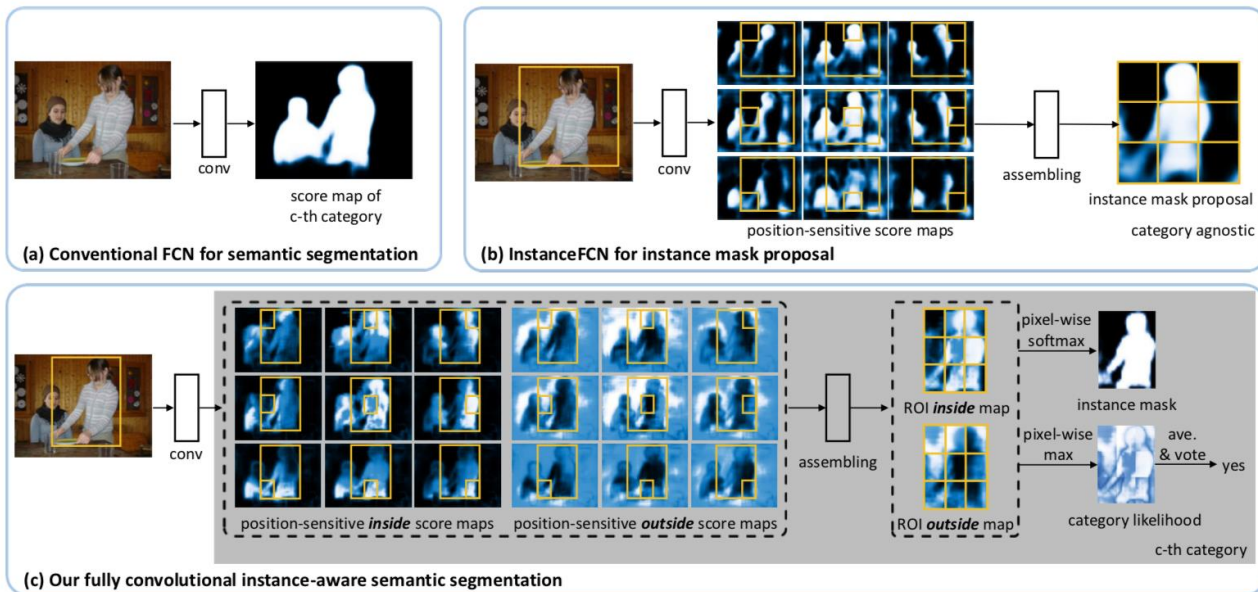 conv
score map of
c-th category
(a) Conventional FCN for semantic segmentation
conv
position-sensitive score maps
assembling
instance mask proposal
category agnostic
(b) InstanceFCN for instance mask proposal
conv
position-sensitive inside score maps
position-sensitive outside score maps
assembling
ROI inside map
ROI outside map
pixel-wise
softmax
instance mask
pixel-wise
max
category likelihood
ave.
& vote
yes
c-th category
(c) Our fully convolutional instance-aware semantic segmentation